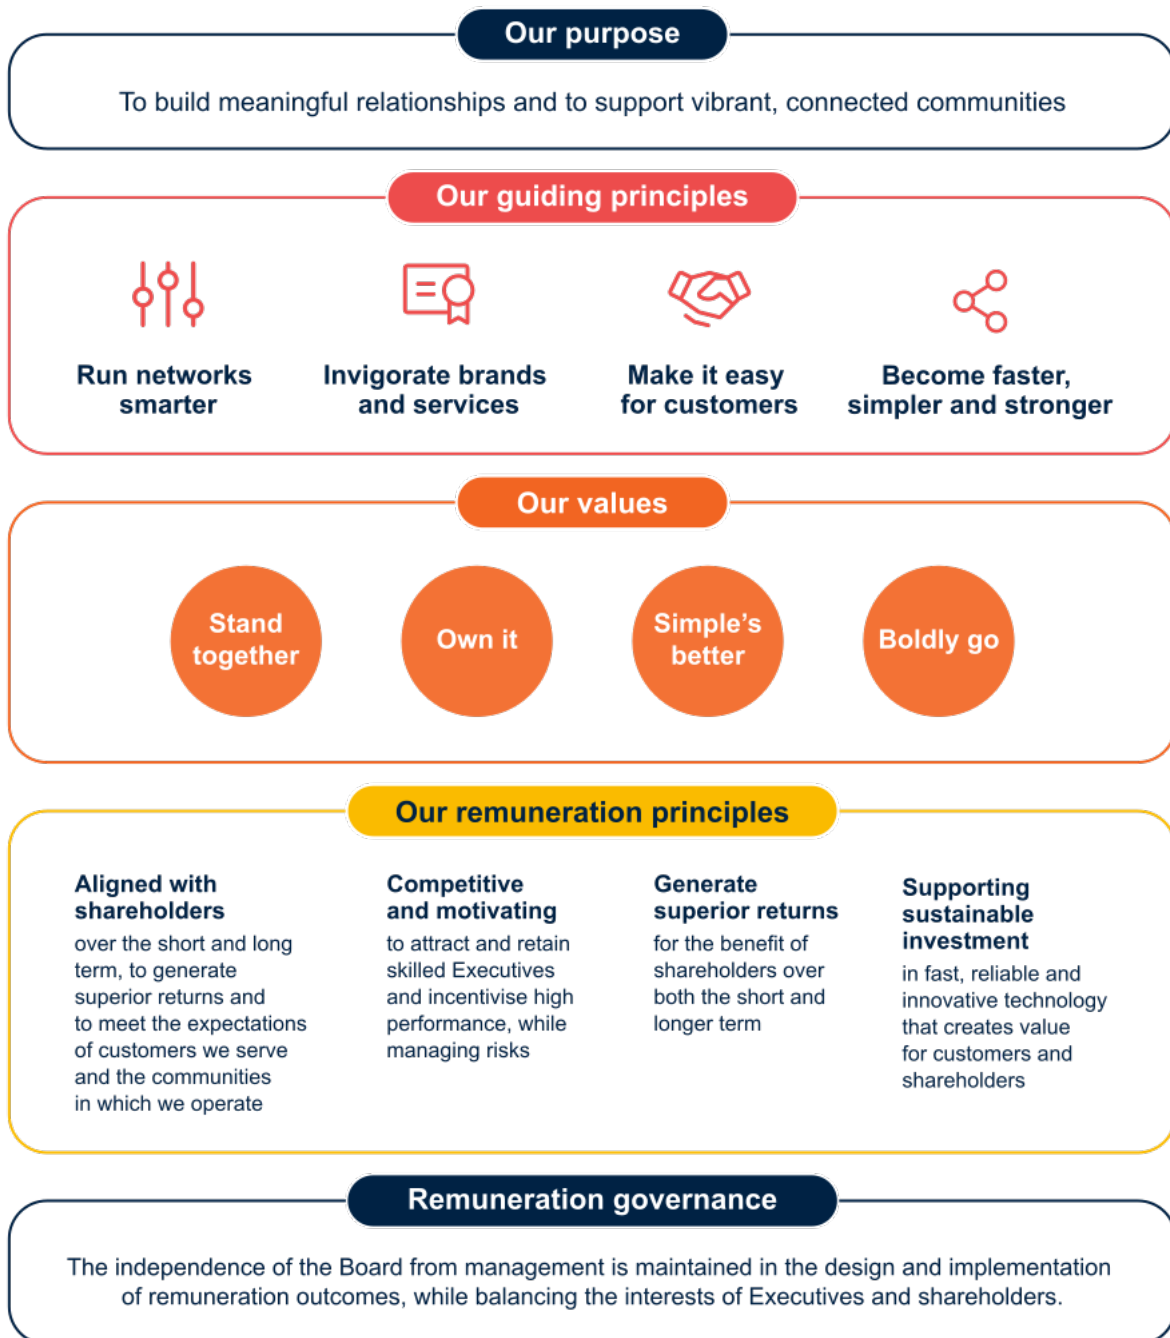 Our purpose
To build meaningful relationships and to support vibrant, connected communities
Our guiding principles
Run networks
smarter
Invigorate brands
and services
Make it easy
for customers
Become faster,
simpler and stronger
Our values
Stand
together
Own it
Simple’s
better
Boldly go
Our remuneration principles
Aligned with
shareholders
over the short and long
term, to generate
superior returns and
to meet the expectations
of customers we serve
and the communities
in which we operate
Competitive
and motivating
to attract and retain
skilled Executives
and incentivise high
performance, while
managing risks
Generate
superior returns
for the benefit of
shareholders over
both the short and
longer term
Supporting
sustainable
investment
in fast, reliable and
innovative technology
that creates value
for customers and
shareholders
Remuneration governance
The independence of the Board from management is maintained in the design and implementation
of remuneration outcomes, while balancing the interests of Executives and shareholders.